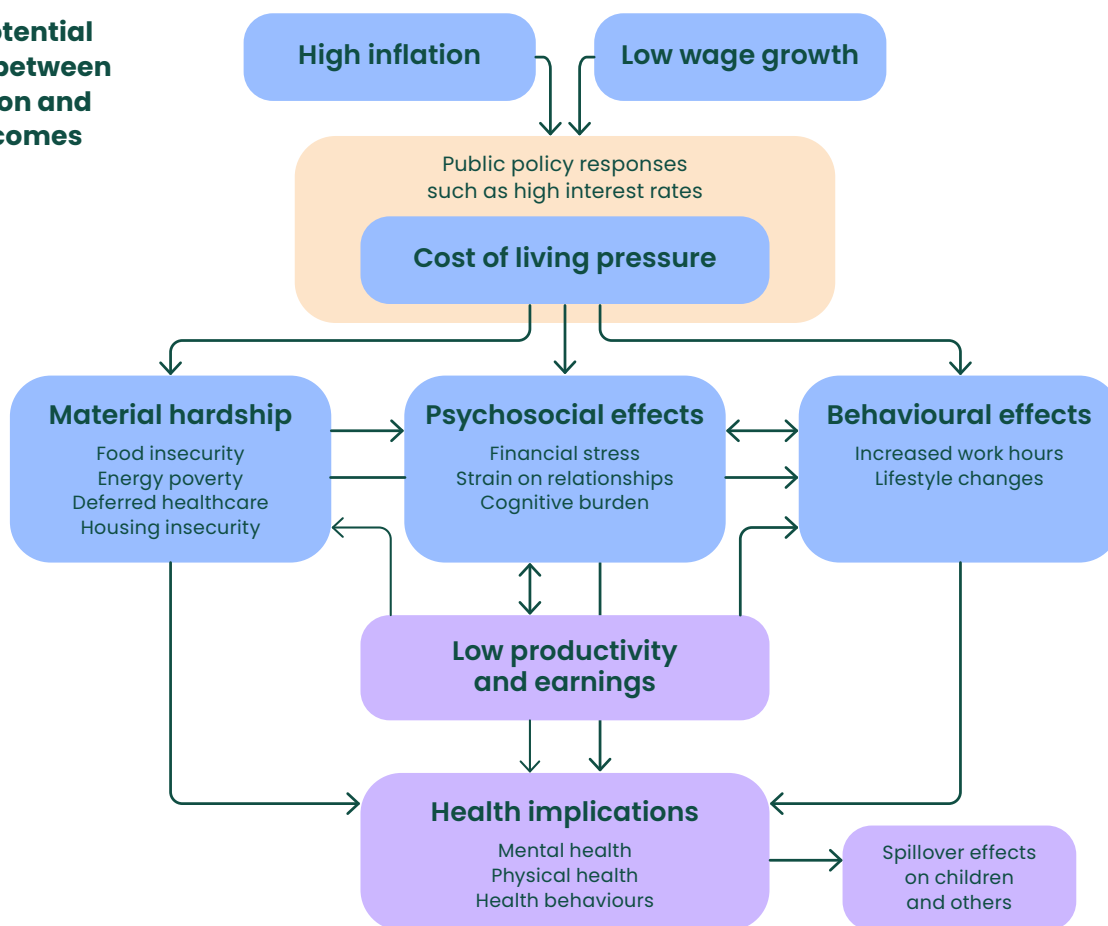 between
and
High inflation
Low wage growth
Public policy responses
such as high interest rates
Cost of living pressure
Material hardship
Food insecurity
Energy poverty
Deferred healthcare
Housing insecurity
Psychosocial effects
Financial stress
Strain on relationships
Cognitive burden
Behavioural effects
Increased work hours
Lifestyle changes
Low productivity
and earnings
Health implications
Mental health
Physical health
Health behaviours
Spillover effects
on children
and others